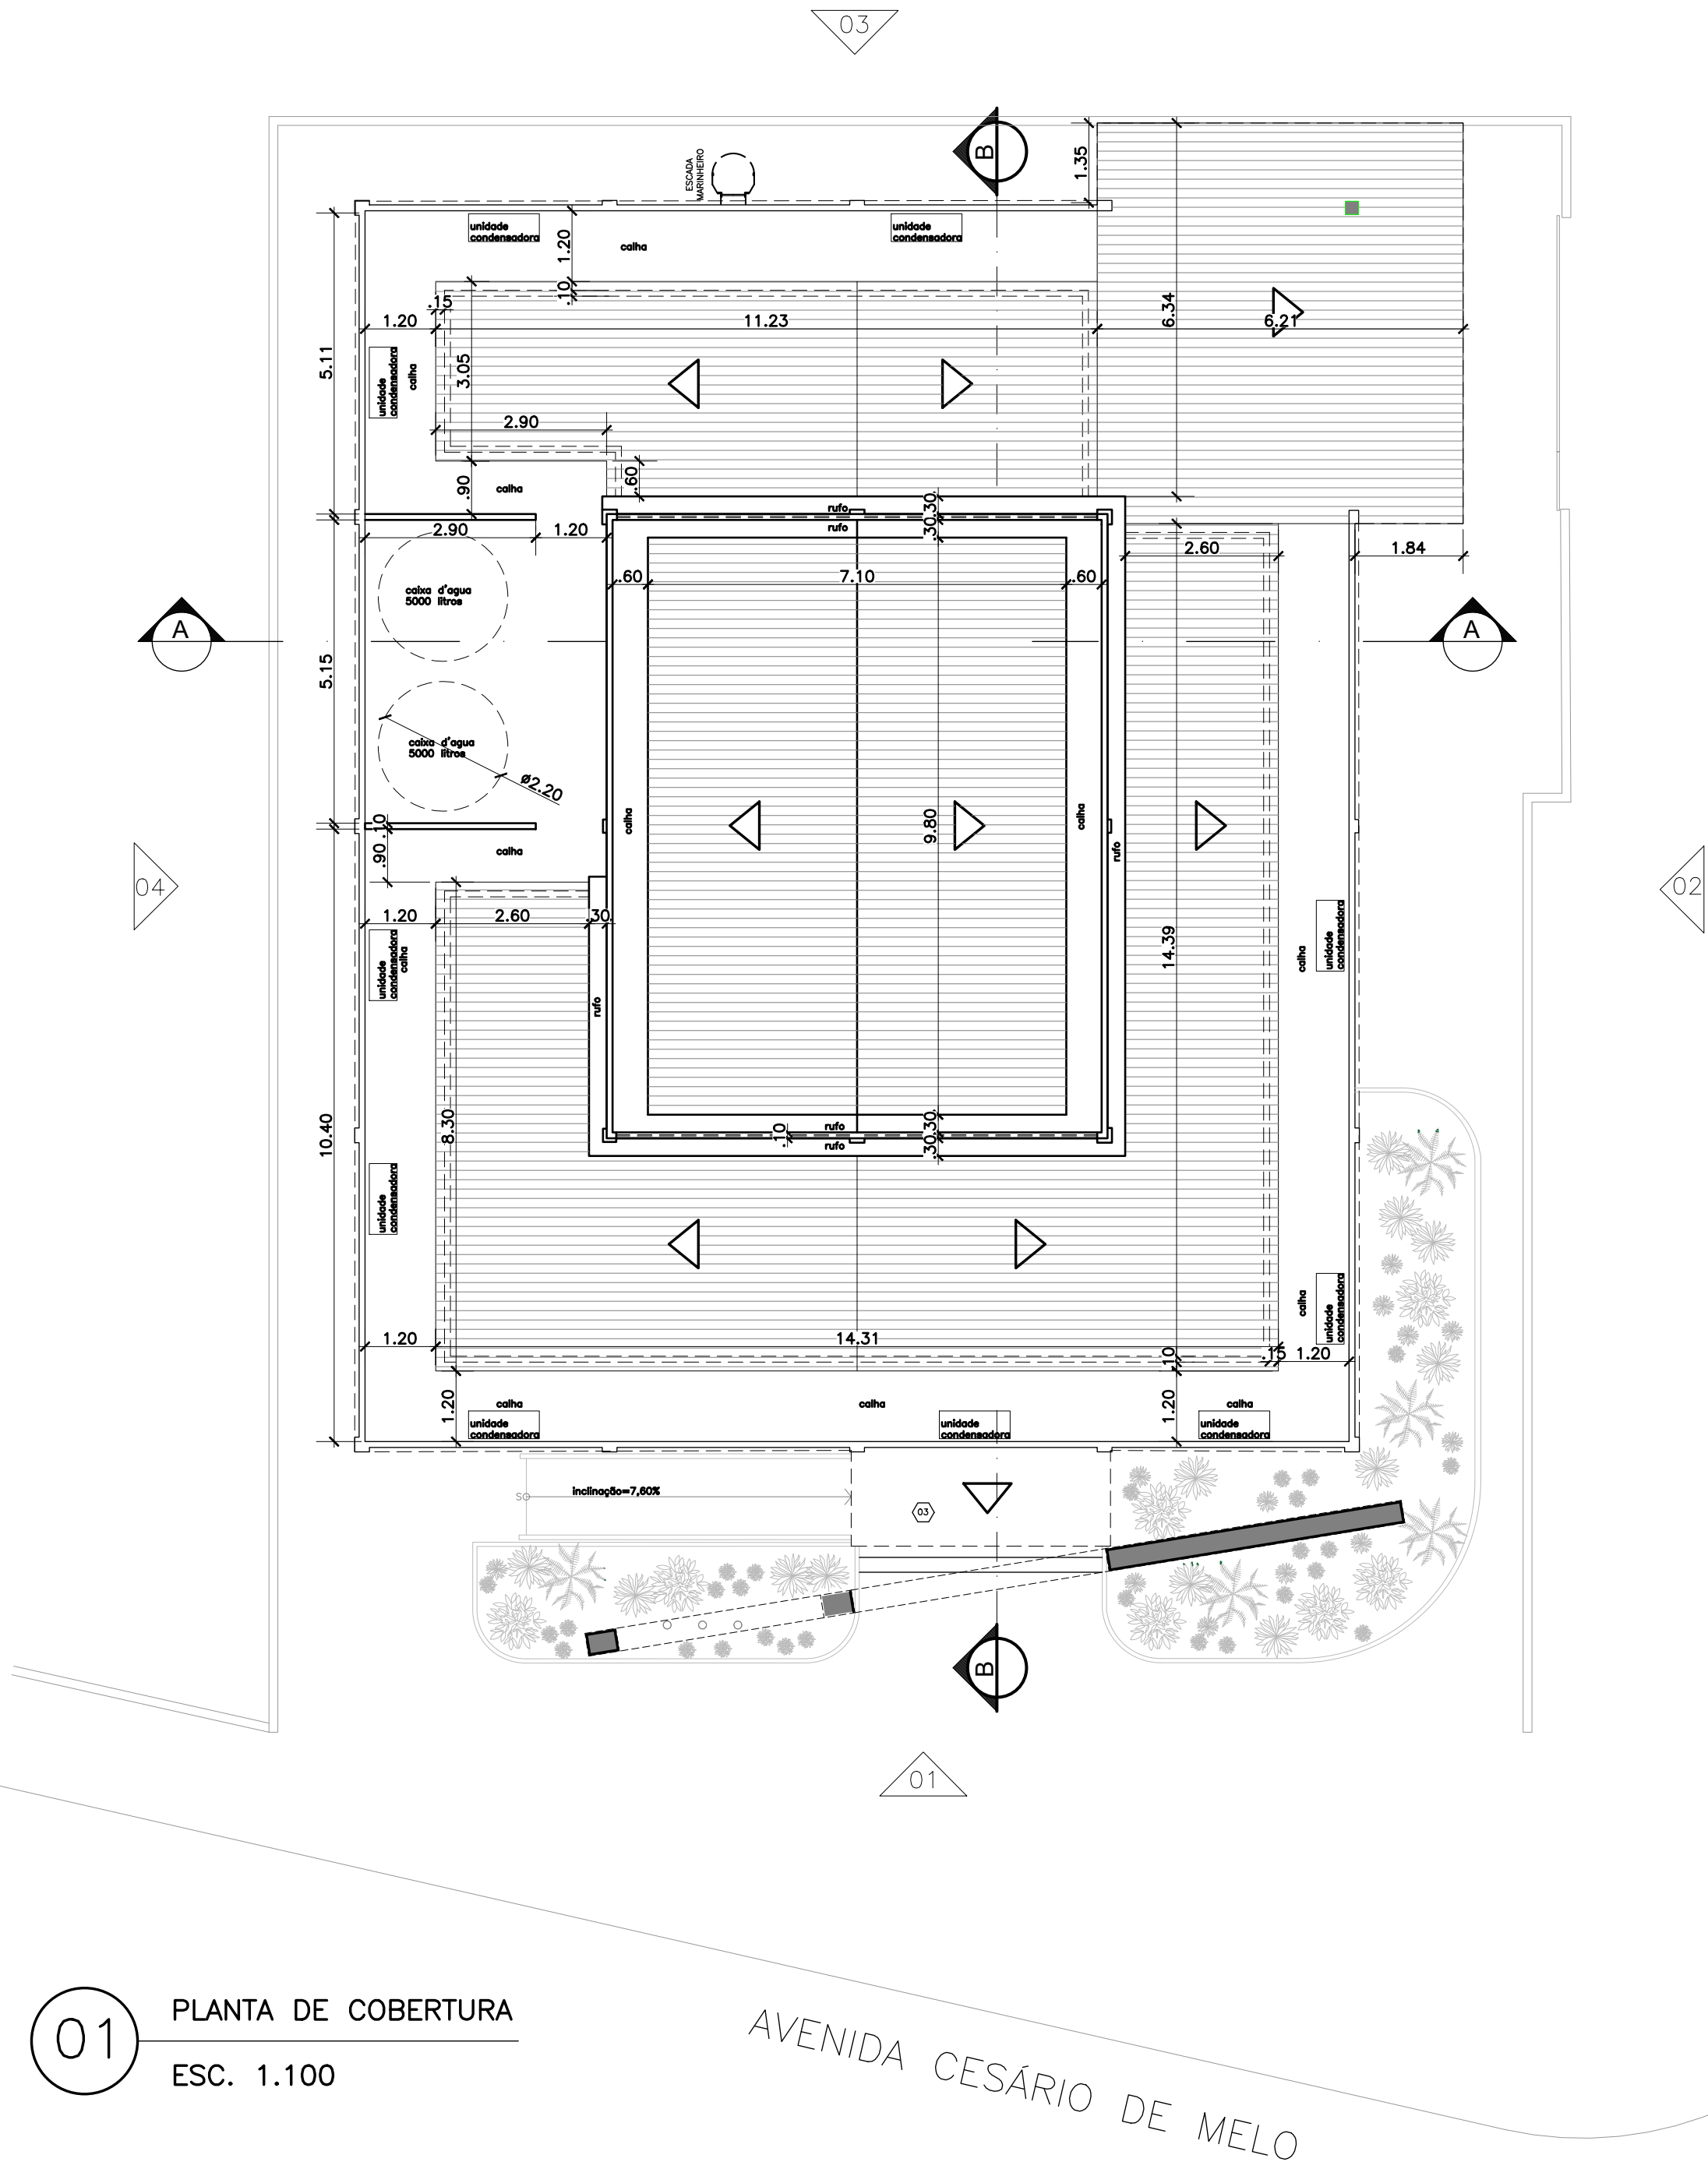 03
B
ESCADA
MARINHEIRO
1.35
unidade
condensadora
1.20
calha
unidade
condensadora
.10
.15
1.20
11.23
6.34
6.21
5.11
unidade
condensadora
calha
3.05
2.90
.90
calha
.60
rufo
.30
.30
rufo
2.90
1.20
2.60
1.84
.60
7.10
.60
caixa d'agua
5000 litros
A
A
5.15
caixa d'agua
5000 litros
ø2.20
calha
9.80
calha
rufo
.10
.90
calha
04
02
1.20
2.60
.30
unidade
condensadora
calha
14.39
calha
unidade
condensadora
rufo
10.40
8.30
.10
rufo
rufo
.30
.30
unidade
condensadora
calha
unidade
condensadora
1.20
14.31
.10
.15
1.20
1.20
calha
calha
1.20
calha
unidade
condensadora
unidade
condensadora
unidade
condensadora
SO
inclinação=7,60%
03
B
01
01
PLANTA DE COBERTURA
ESC. 1.100
AVENIDA CESÁRIO DE MELO